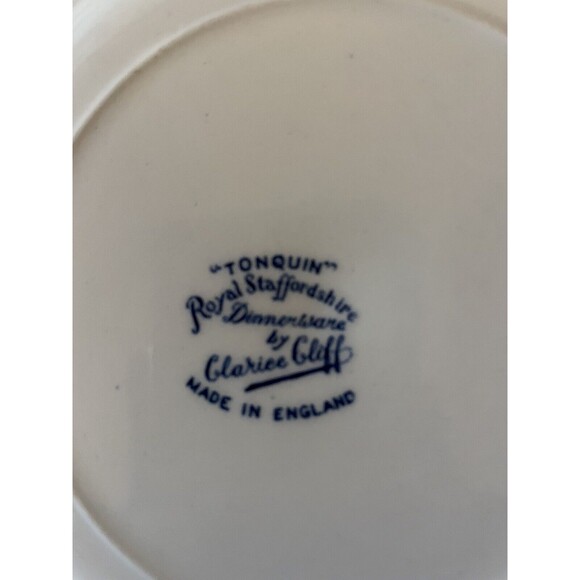 "TONQUIN"
Royal Staffordshire
Dinnerware
by
Clarice Cliff
MADE IN ENGLAND